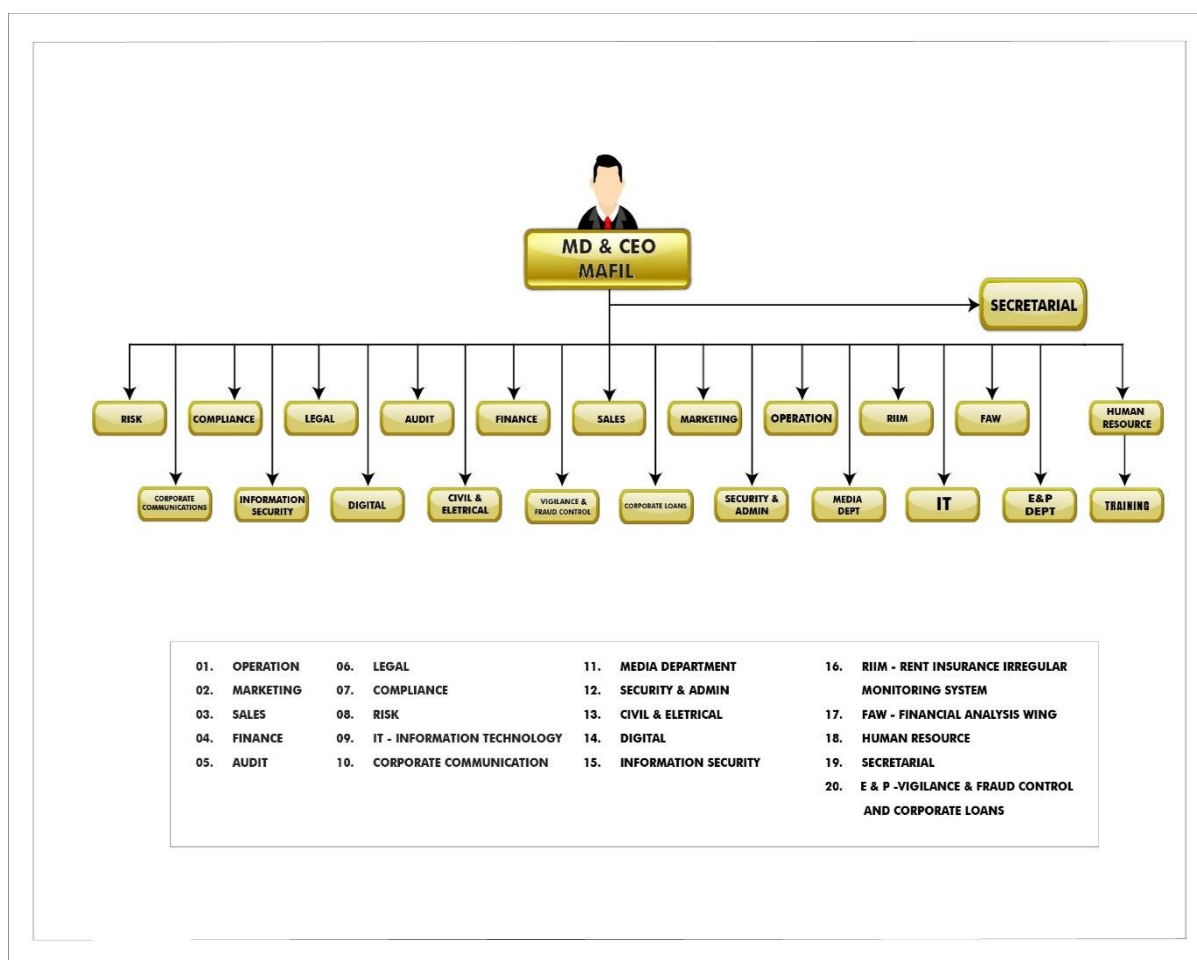 MD & CEO
MAFIL
SECRETARIAL
RISK
COMPLIANCE
LEGAL
AUDIT
FINANCE
SALES
MARKETING
OPERATION
RIIM
FAW
HUMAN
RESOURCE
CORPORATE
COMMUNICATIONS
INFORMATION
SECURITY
DIGITAL
CIVIL &
ELETRICAL
VIGILANCE &
FRAUD CONTROL
CORPORATE LOANS
SECURITY &
ADMIN
MEDIA
DEPT
IT
E&P
DEPT
TRAINING
01. OPERATION
02. MARKETING
03. SALES
04. FINANCE
05. AUDIT
06. LEGAL
07. COMPLIANCE
08. RISK
09. IT - INFORMATION TECHNOLOGY
10. CORPORATE COMMUNICATION
11. MEDIA DEPARTMENT
12. SECURITY & ADMIN
13. CIVIL & ELETRICAL
14. DIGITAL
15. INFORMATION SECURITY
16. RIIM - RENT INSURANCE IRREGULAR
MONITORING SYSTEM
17. FAW - FINANCIAL ANALYSIS WING
18. HUMAN RESOURCE
19. SECRETARIAL
20. E & P -VIGILANCE & FRAUD CONTROL
AND CORPORATE LOANS